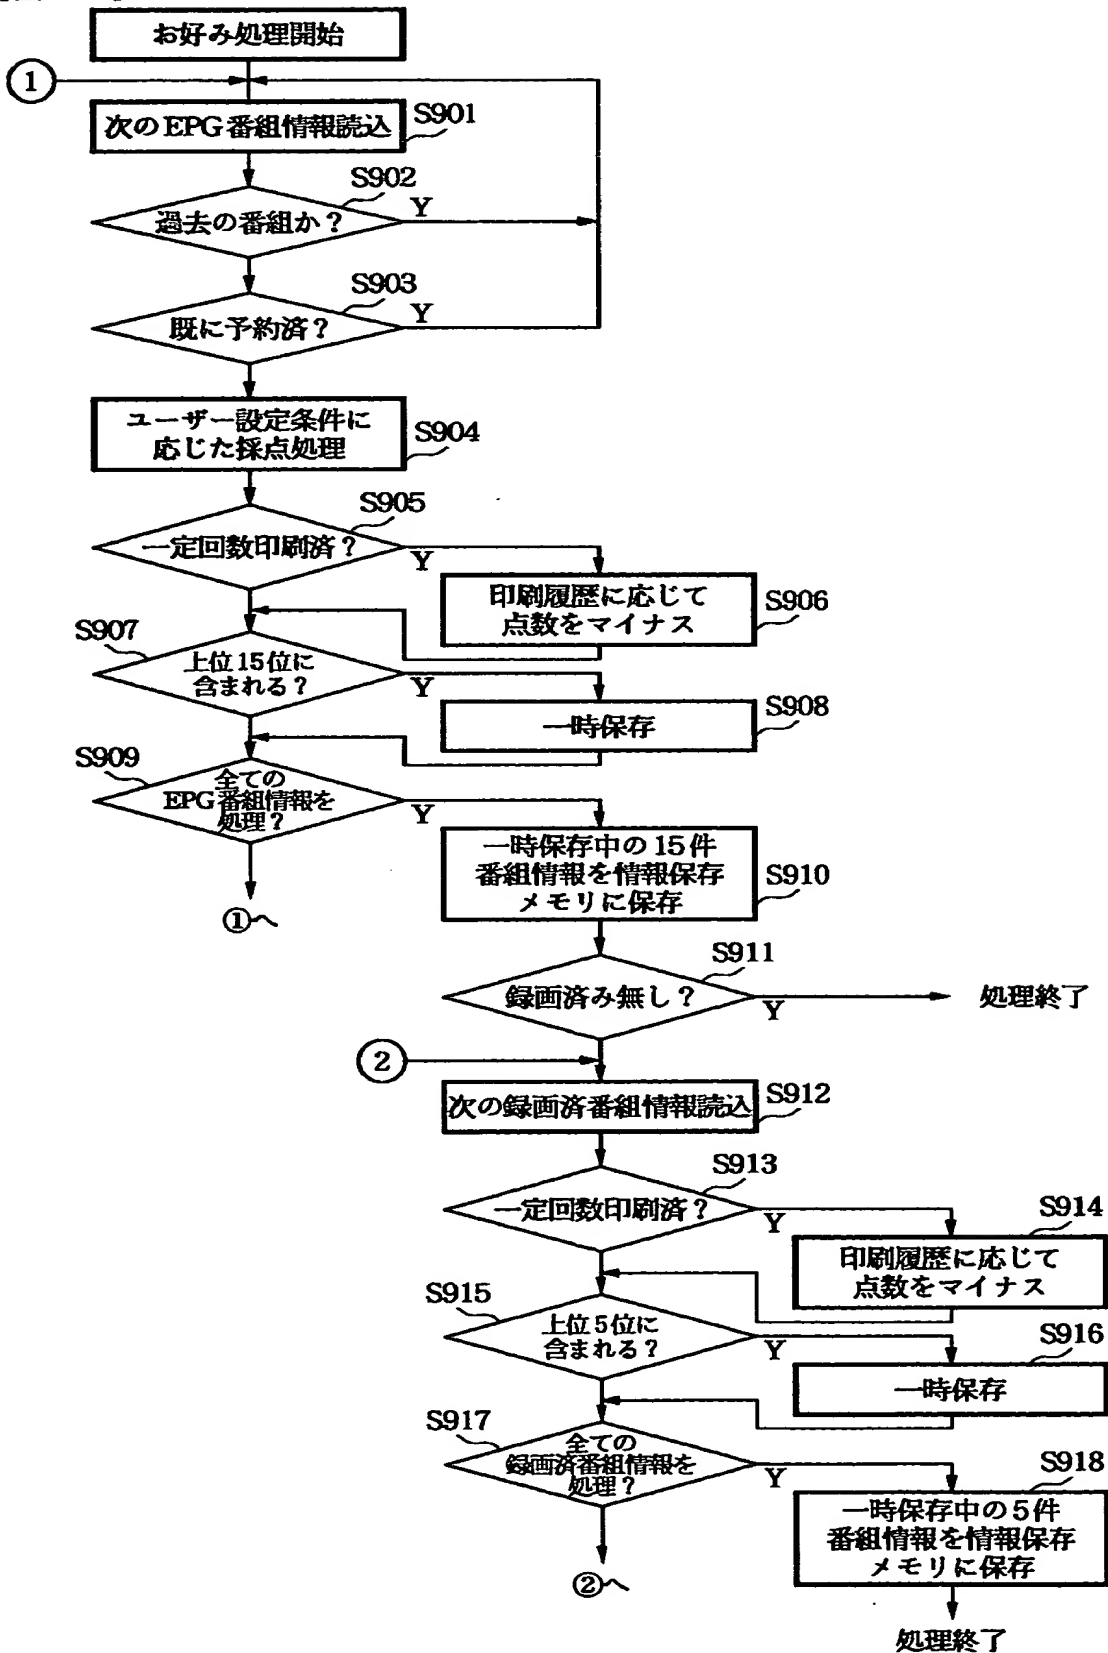 お好み処理開始
1
次のEPG番組情報読込
S901
S902
過去の番組か？
Y
S903
既に予約済？
Y
ユーザー設定条件に
応じた採点処理
S904
S905
一定回数印刷済？
Y
印刷履歴に応じて
点数をマイナス
S906
S907
上位15位に
含まれる？
Y
一時保存
S908
S909
全ての
EPG番組情報を
処理？
Y
①へ
一時保存中の15件
番組情報を情報保存
メモリに保存
S910
S911
録画済み無し？
Y
処理終了
2
次の録画済番組情報読込
S912
S913
一定回数印刷済？
Y
S914
印刷履歴に応じて
点数をマイナス
S915
上位5位に
含まれる？
Y
S916
一時保存
S917
全ての
録画済番組情報を
処理？
Y
②へ
S918
一時保存中の5件
番組情報を情報保存
メモリに保存
処理終了